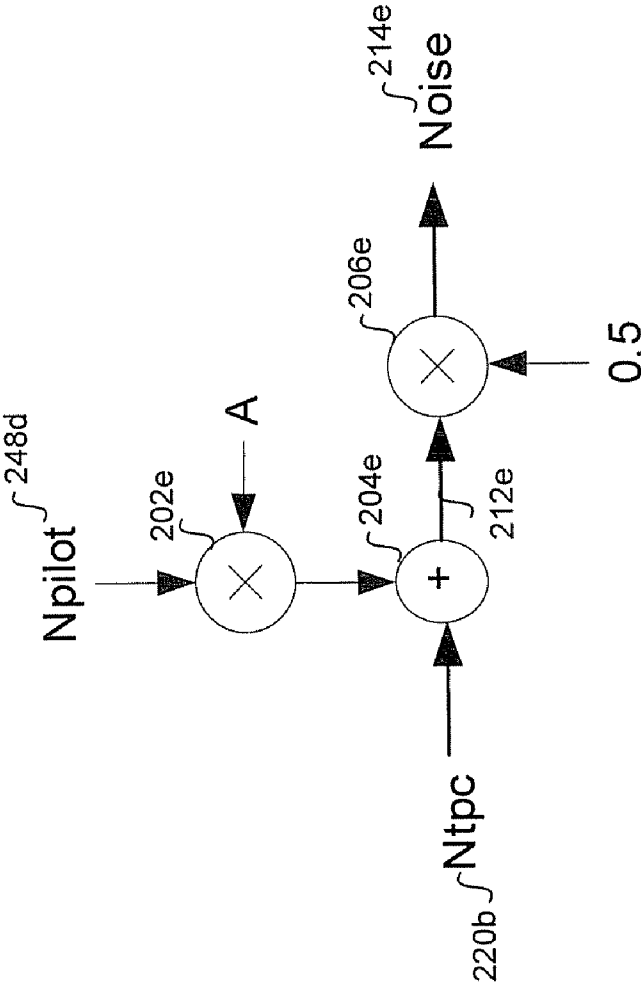 Npilot
248d
202e
×
A
204e
+
Ntpc
220b
212e
206e
×
0.5
Noise
214e